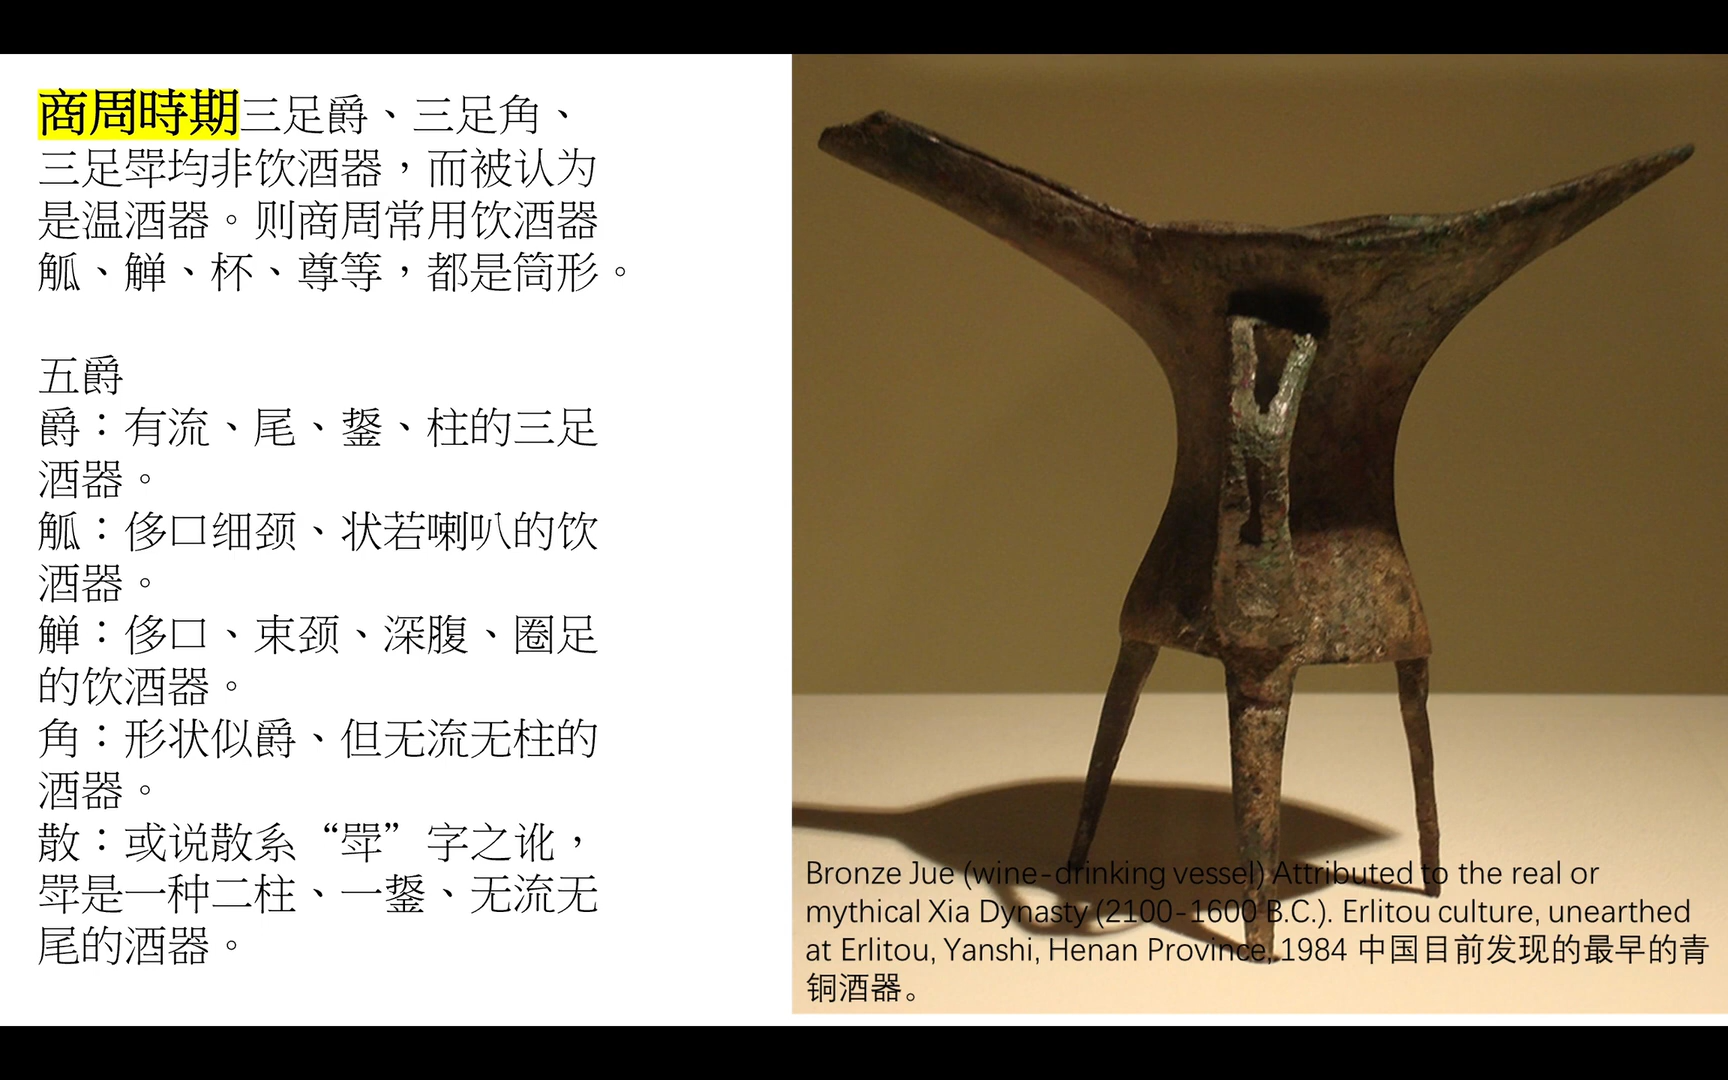 商周時期三足爵、三足角、
三足斝均非饮酒器，而被认为
是温酒器。则商周常用饮酒器
觚、觯、杯、尊等，都是筒形。
五爵
爵：有流、尾、鋬、柱的三足
酒器。
觚：侈口细颈、状若喇叭的饮
酒器。
觯：侈口、束颈、深腹、圈足
的饮酒器。
角：形状似爵、但无流无柱的
酒器。
散：或说散系“斝”字之讹，
斝是一种二柱、一鋬、无流无
尾的酒器。
Bronze Jue (wine-drinking vessel) Attributed to the real or
mythical Xia Dynasty (2100-1600 B.C.). Erlitou culture, unearthed
at Erlitou, Yanshi, Henan Province, 1984 中国目前发现的最早的青
铜酒器。